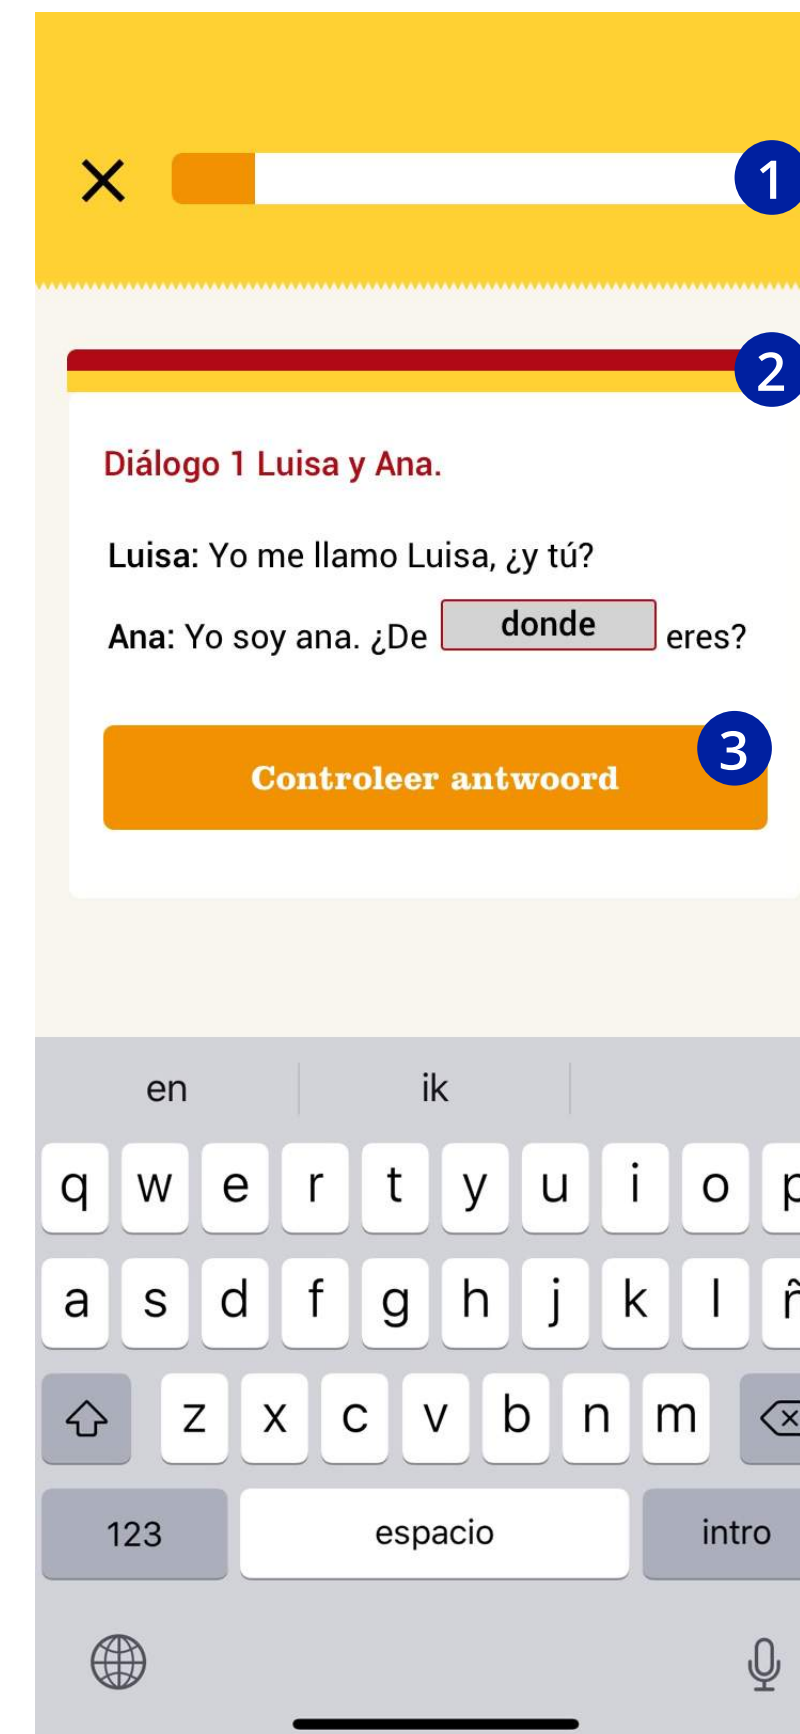 1
2
Diálogo 1 Luisa y Ana.
Luisa: Yo me llamo Luisa, ¿y tú?
Ana: Yo soy ana. ¿De donde eres?
3
Controleer antwoord
en ik
q w e r t y u i o p
a s d f g h j k l ñ
z x c v b n m
123 espacio intro